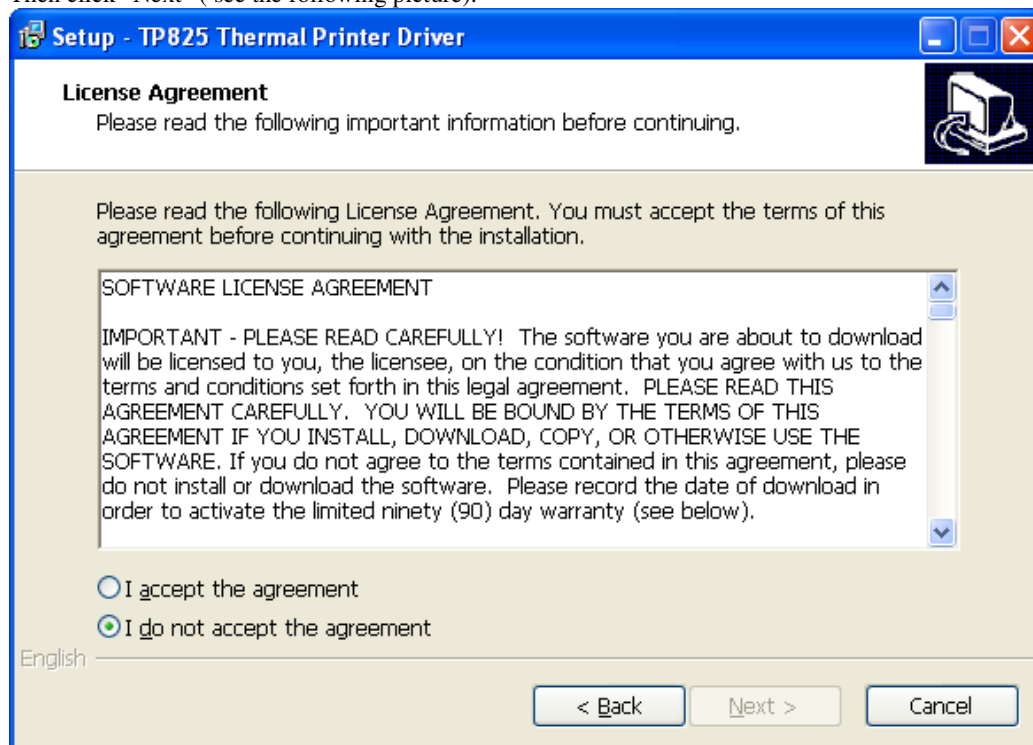 Then click "Next" ( see the following picture).
Setup - TP825 Thermal Printer Driver
License Agreement
Please read the following important information before continuing.
Please read the following License Agreement. You must accept the terms of this
agreement before continuing with the installation.
SOFTWARE LICENSE AGREEMENT
IMPORTANT - PLEASE READ CAREFULLY!  The software you are about to download
will be licensed to you, the licensee, on the condition that you agree with us to the
terms and conditions set forth in this legal agreement.  PLEASE READ THIS
AGREEMENT CAREFULLY.  YOU WILL BE BOUND BY THE TERMS OF THIS
AGREEMENT IF YOU INSTALL, DOWNLOAD, COPY, OR OTHERWISE USE THE
SOFTWARE. If you do not agree to the terms contained in this agreement, please
do not install or download the software.  Please record the date of download in
order to activate the limited ninety (90) day warranty (see below).
I accept the agreement
I do not accept the agreement
English
< Back
Next >
Cancel